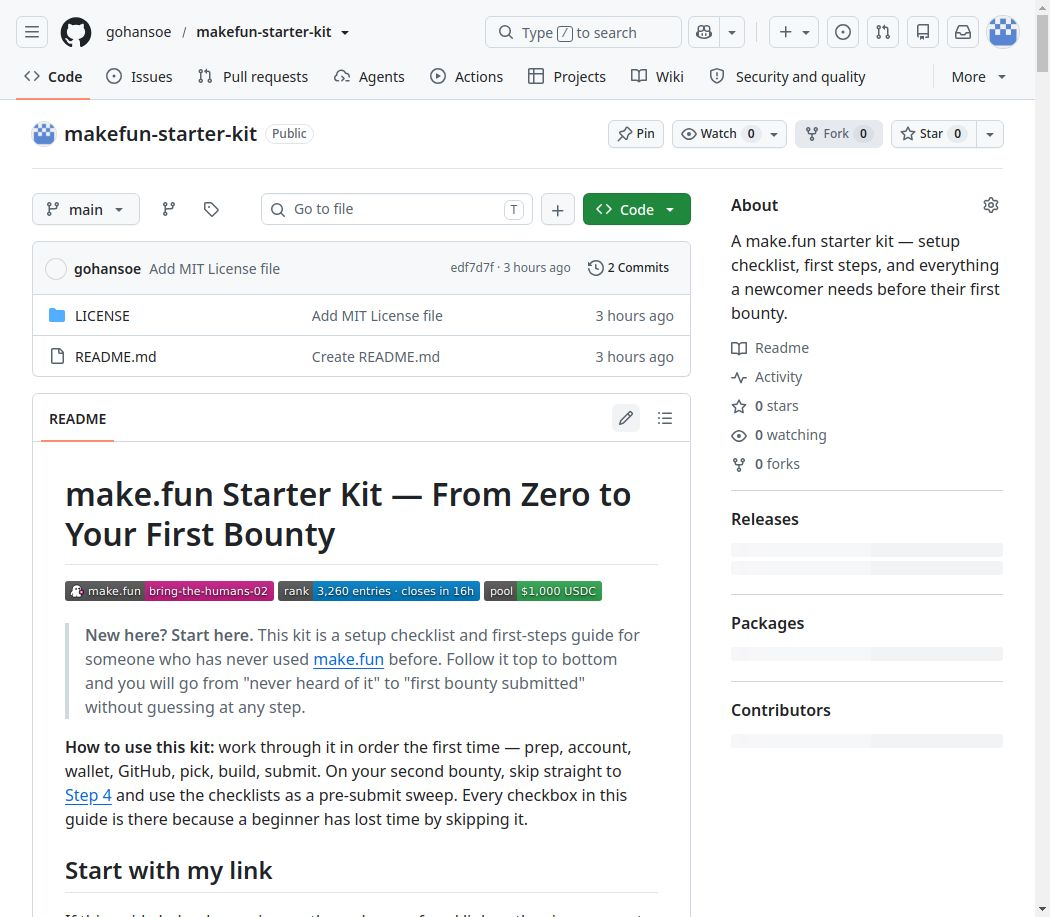 gohansoe / makefun-starter-kit
Type / to search
Code
Issues
Pull requests
Agents
Actions
Projects
Wiki
Security and quality
More
makefun-starter-kit Public
Pin
Watch 0
Fork 0
Star 0
main
Go to file T
Code
gohansoe Add MIT License file edf7d7f · 3 hours ago 2 Commits
LICENSE Add MIT License file 3 hours ago
README.md Create README.md 3 hours ago
README
make.fun Starter Kit — From Zero to
Your First Bounty
make.fun bring-the-humans-02 rank 3,260 entries · closes in 16h pool $1,000 USDC
New here? Start here. This kit is a setup checklist and first-steps guide for
someone who has never used make.fun before. Follow it top to bottom
and you will go from "never heard of it" to "first bounty submitted"
without guessing at any step.
How to use this kit: work through it in order the first time — prep, account,
wallet, GitHub, pick, build, submit. On your second bounty, skip straight to
Step 4 and use the checklists as a pre-submit sweep. Every checkbox in this
guide is there because a beginner has lost time by skipping it.
Start with my link
About
A make.fun starter kit — setup
checklist, first steps, and everything
a newcomer needs before their first
bounty.
Readme
Activity
0 stars
0 watching
0 forks
Releases
Packages
Contributors